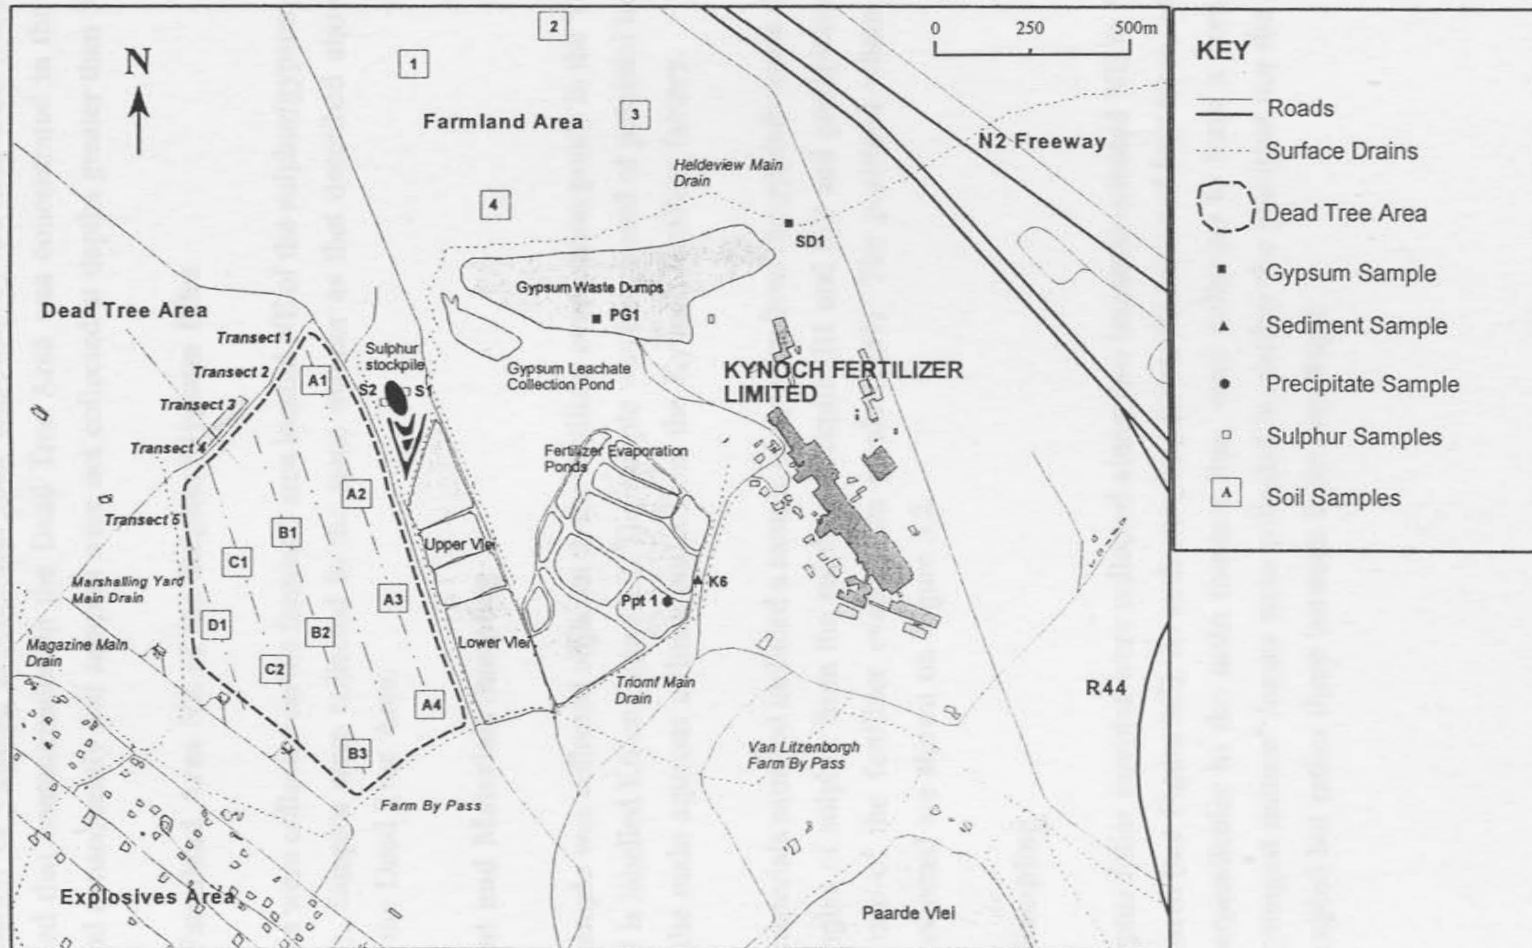 N
1
2
3
4
0 250 500m
Farmland Area
N2 Freeway
Heldeview Main
Drain
SD1
Gypsum Waste Dumps
PG1
Gypsum Leachate
Collection Pond
KYNOCH FERTILIZER
LIMITED
Dead Tree Area
Transect 1
Transect 2
Transect 3
Transect 4
Transect 5
Sulphur
stockpile
S2
S1
A1
A2
A3
A4
B1
B2
B3
C1
C2
D1
Fertilizer Evaporation
Ponds
Upper Vlei
Lower Vlei
Ppt 1
K6
Triomf Main
Drain
Marshalling Yard
Main Drain
Magazine Main
Drain
Farm By Pass
Van Litzenborgh
Farm By Pass
R44
Explosives Area
Paarde Vlei
KEY
Roads
Surface Drains
Dead Tree Area
Gypsum Sample
Sediment Sample
Precipitate Sample
Sulphur Samples
A Soil Samples